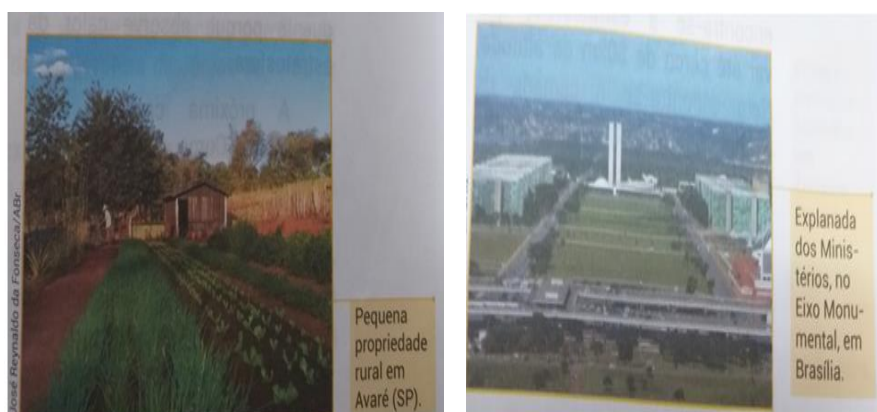 José Reynaldo da Fonseca/ABr
Pequena
propriedade
rural em
Avaré (SP).
Explanada
dos Minis-
térios, no
Eixo Monu-
mental, em
Brasília.